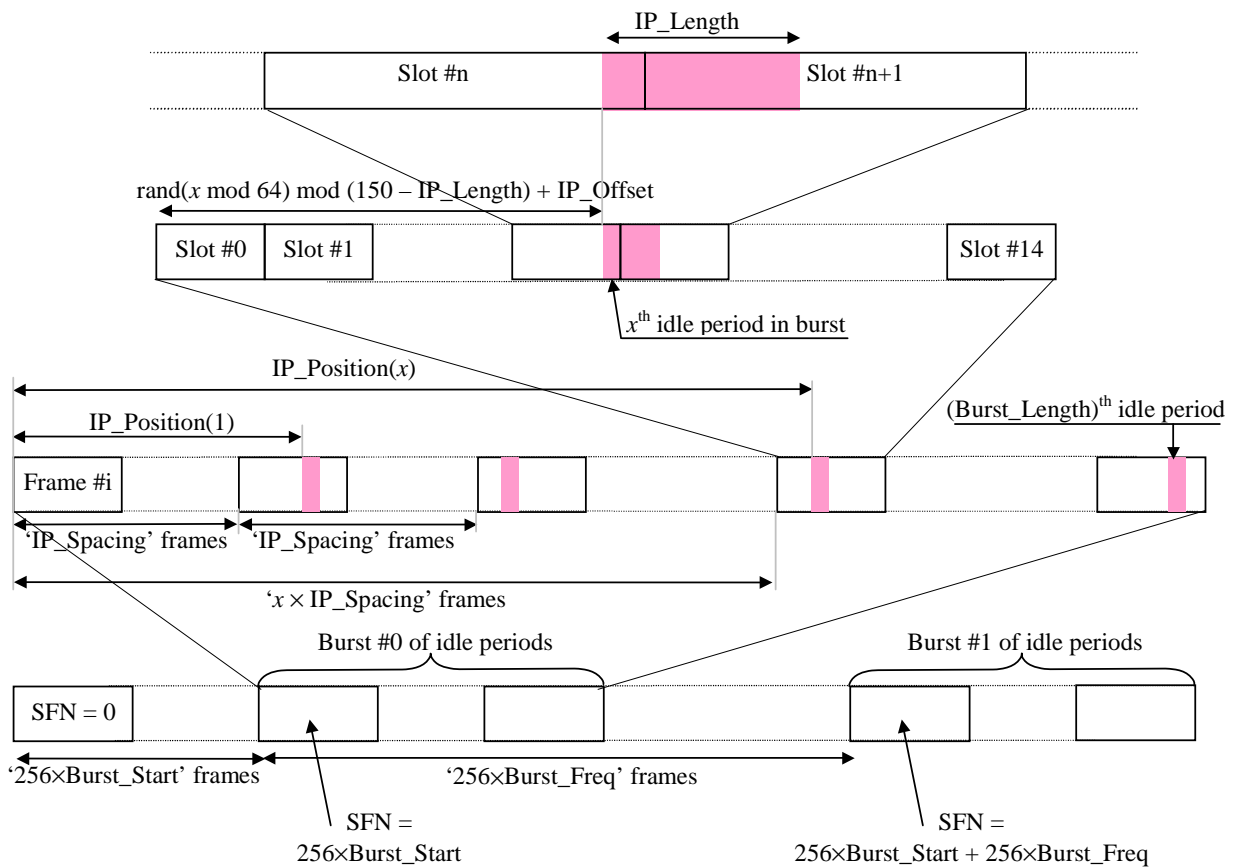 IP_Length
Slot #n
Slot #n+1
rand(x mod 64) mod (150 – IP_Length) + IP_Offset
Slot #0
Slot #1
Slot #14
xth idle period in burst
IP_Position(x)
IP_Position(1)
(Burst_Length)th idle period
Frame #i
‘IP_Spacing’ frames
‘IP_Spacing’ frames
‘x × IP_Spacing’ frames
Burst #0 of idle periods
Burst #1 of idle periods
SFN = 0
‘256×Burst_Start’ frames
‘256×Burst_Freq’ frames
SFN =
256×Burst_Start
SFN =
256×Burst_Start + 256×Burst_Freq